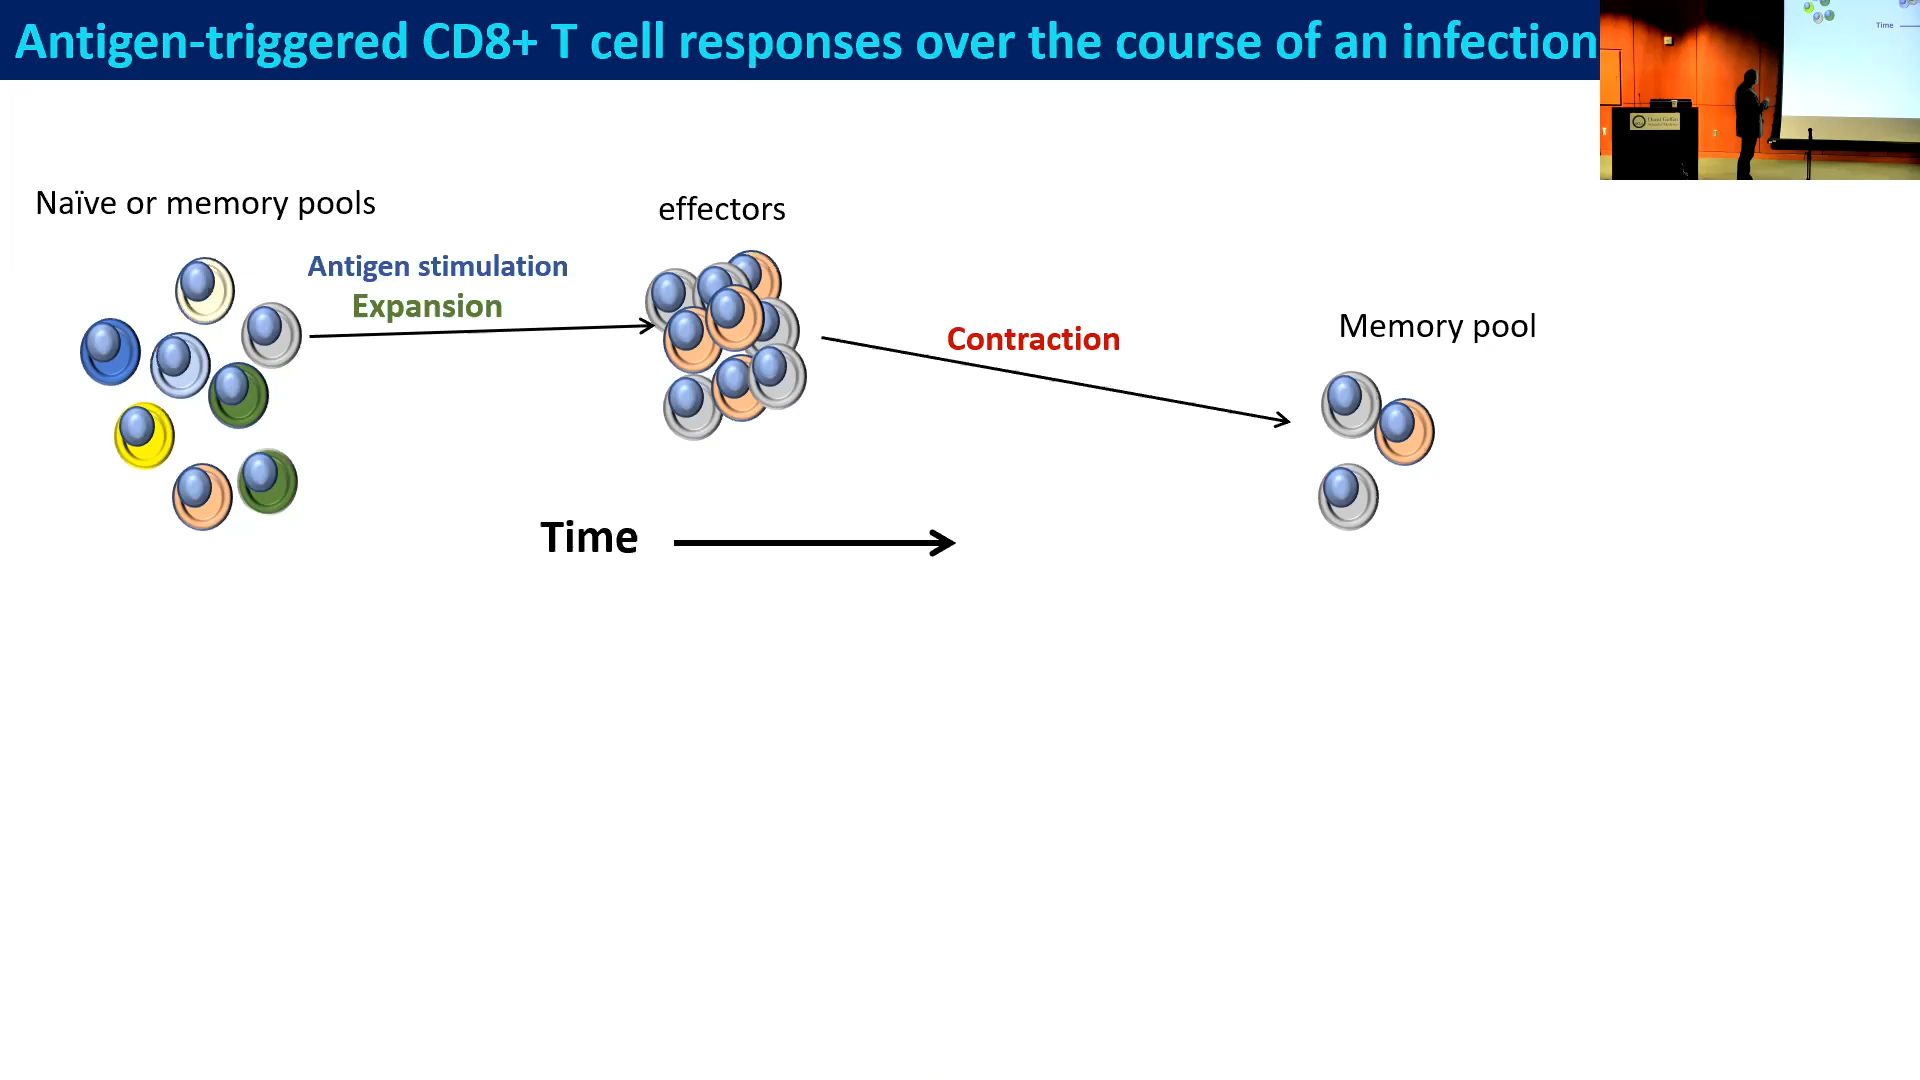 Antigen-triggered CD8+ T cell responses over the course of an infection
Time
Naïve or memory pools
effectors
Antigen stimulation
Expansion
Contraction
Memory pool
Time